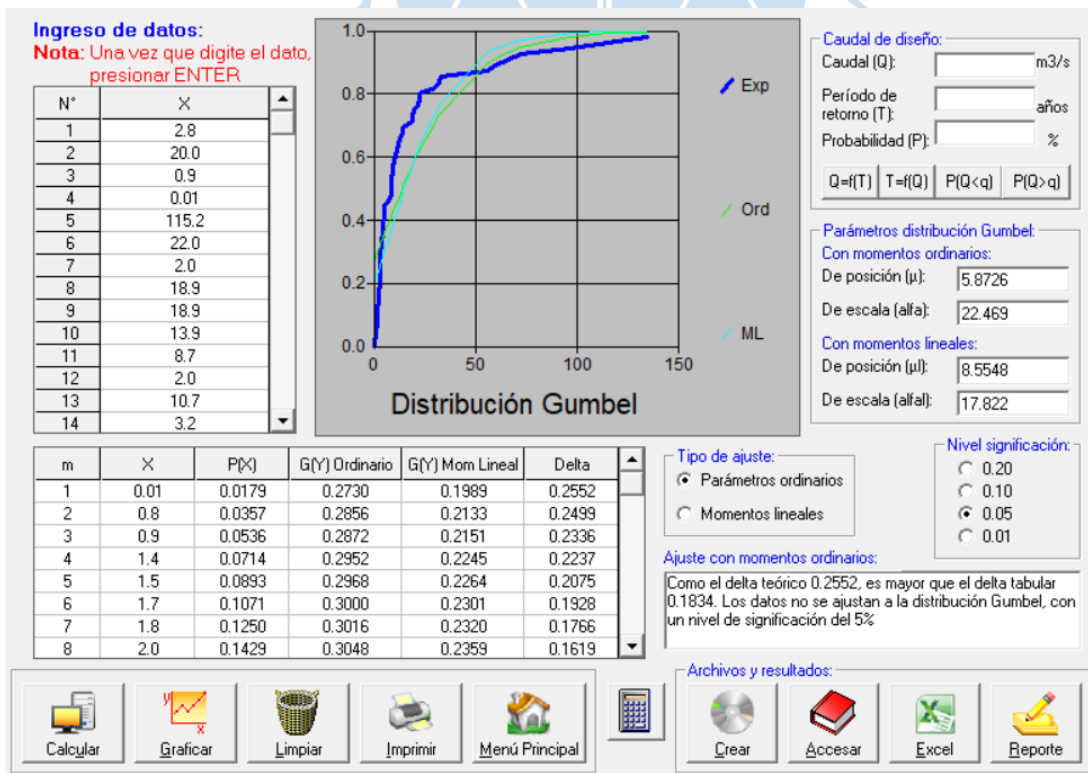 Ingreso de datos:
Nota: Una vez que digite el dato,
presionar ENTER
N° X
1 2.8
2 20.0
3 0.9
4 0.01
5 115.2
6 22.0
7 2.0
8 18.9
9 18.9
10 13.9
11 8.7
12 2.0
13 10.7
14 3.2
1.0
0.8
0.6
0.4
0.2
0.0
0 50 100 150
Exp
Ord
ML
Distribución Gumbel
Caudal de diseño:
Caudal (Q): m3/s
Período de
retorno (T): años
Probabilidad (P): %
Q=f(T) T=f(Q) P(Q<q) P(Q>q)
Parámetros distribución Gumbel:
Con momentos ordinarios:
De posición (µ): 5.8726
De escala (alfa): 22.469
Con momentos lineales:
De posición (µl): 8.5548
De escala (alfal): 17.822
m X P(X) G(Y) Ordinario G(Y) Mom Lineal Delta
1 0.01 0.0179 0.2730 0.1989 0.2552
2 0.8 0.0357 0.2856 0.2133 0.2499
3 0.9 0.0536 0.2872 0.2151 0.2336
4 1.4 0.0714 0.2952 0.2245 0.2237
5 1.5 0.0893 0.2968 0.2264 0.2075
6 1.7 0.1071 0.3000 0.2301 0.1928
7 1.8 0.1250 0.3016 0.2320 0.1766
8 2.0 0.1429 0.3048 0.2359 0.1619
Tipo de ajuste:
Parámetros ordinarios
Momentos lineales
Nivel significación:
0.20
0.10
0.05
0.01
Ajuste con momentos ordinarios:
Como el delta teórico 0.2552, es mayor que el delta tabular
0.1834. Los datos no se ajustan a la distribución Gumbel, con
un nivel de significación del 5%
Calcular
Graficar
y
x
Limpiar
Imprimir
Menú Principal
Archivos y resultados:
Crear
Accesar
Excel
Reporte